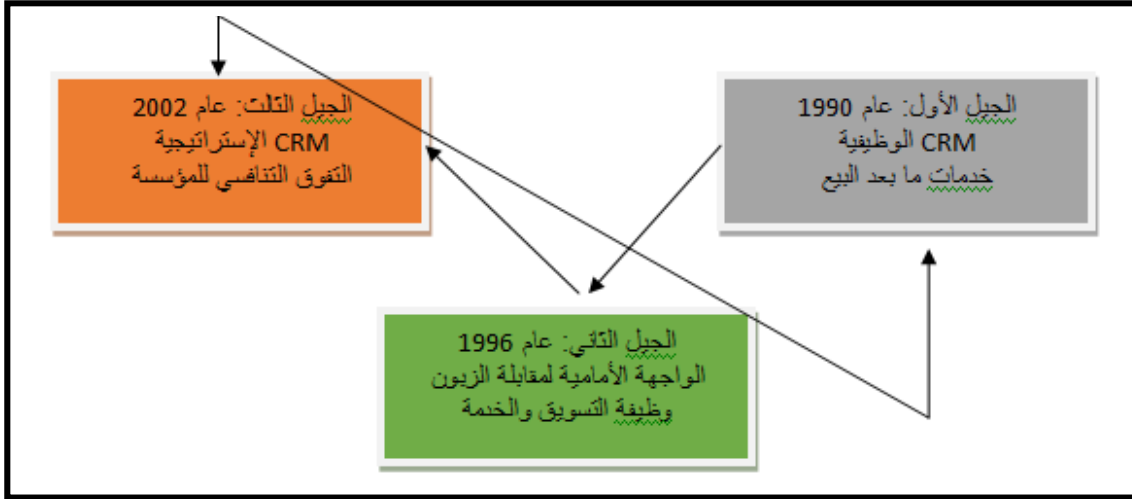 الجيل الأول: عام 1990
CRM الوظيفية
خدمات ما بعد البيع
الجيل الثاني: عام 1996
الواجهة الأمامية لمقابلة الزبون
وظيفة التسويق والخدمة
الجيل الثالث: عام 2002
CRM الإستراتيجية
التفوق التنافسي للمؤسسة